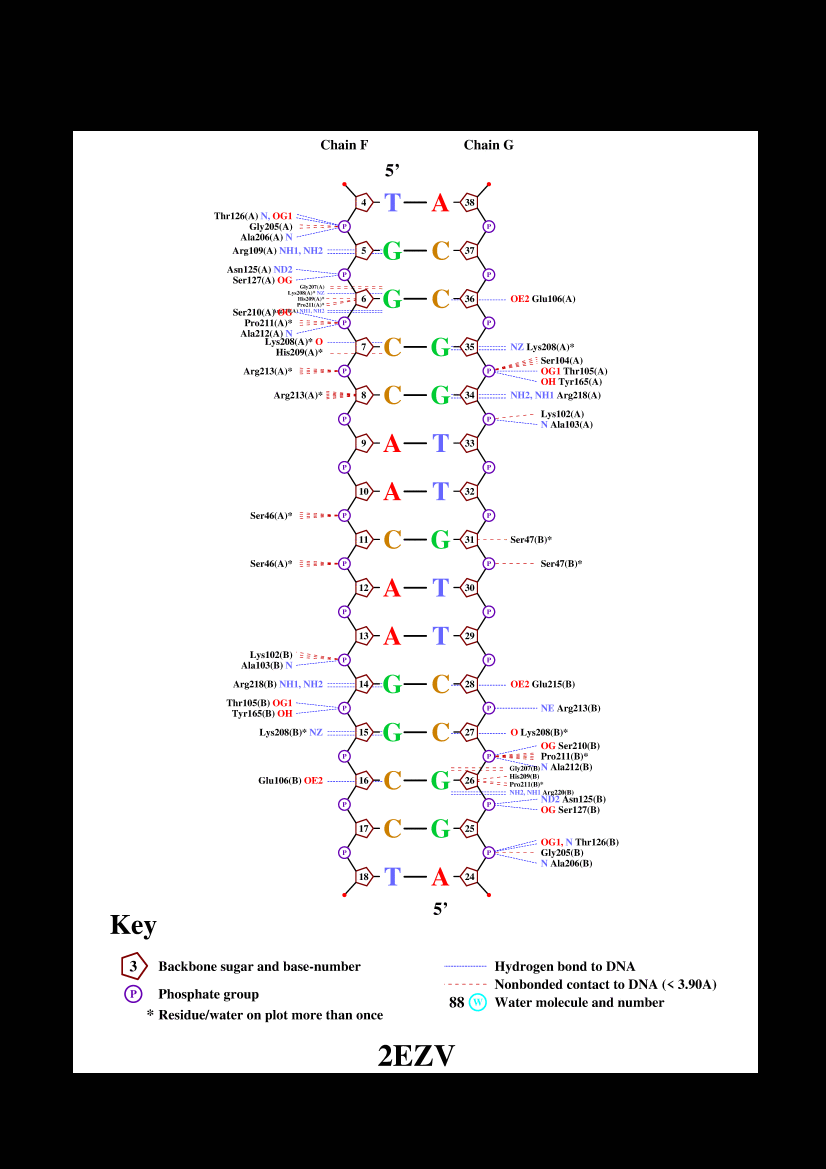 Chain F Chain G
5’
4 T A 38
Thr126(A) N, OG1
P P
Gly205(A)
Ala206(A) N
Arg109(A) NH1, NH2 5 G C 37
Asn125(A) ND2
P P
Ser127(A) OG
Gly207(A)
Lys208(A)* NZ
His209(A)*
6 G C 36 OE2 Glu106(A)
Pro211(A)*
Ser210(A) OG NH1, NH2
Pro211(A)* P P
Ala212(A) N
Lys208(A)* O
7 C G 35 NZ Lys208(A)*
His209(A)*
Ser104(A)
Arg213(A)* P P OG1 Thr105(A)
OH Tyr165(A)
Arg213(A)* 8 C G 34 NH2, NH1 Arg218(A)
Lys102(A)
P P
N Ala103(A)
9 A T 33
P P
10 A T 32
Ser46(A)* P P
11 C G 31 Ser47(B)*
Ser46(A)* P P Ser47(B)*
12 A T 30
P P
13 A T 29
Lys102(B)
P P
Ala103(B) N
Arg218(B) NH1, NH2 14 G C 28 OE2 Glu215(B)
Thr105(B) OG1
P P NE Arg213(B)
Tyr165(B) OH
Lys208(B)* NZ 15 G C 27 O Lys208(B)*
OG Ser210(B)
P P Pro211(B)*
N Ala212(B)
Gly207(B)
His209(B)
Glu106(B) OE2 16 C G 26
Pro211(B)*
NH2, NH1 Arg220(B)
ND2 Asn125(B)
P P
OG Ser127(B)
17 C G 25
OG1, N Thr126(B)
P P Gly205(B)
N Ala206(B)
18 T A 24
5’
Key
3 Backbone sugar and base-number
P Phosphate group
* Residue/water on plot more than once
Hydrogen bond to DNA
Nonbonded contact to DNA (< 3.90A)
88 W Water molecule and number
2EZV